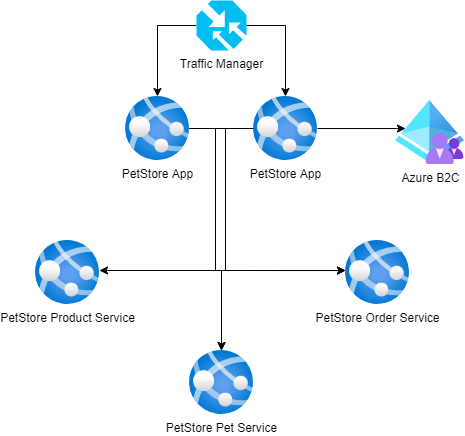 Traffic Manager
PetStore App
PetStore App
Azure B2C
PetStore Product Service
PetStore Order Service
PetStore Pet Service